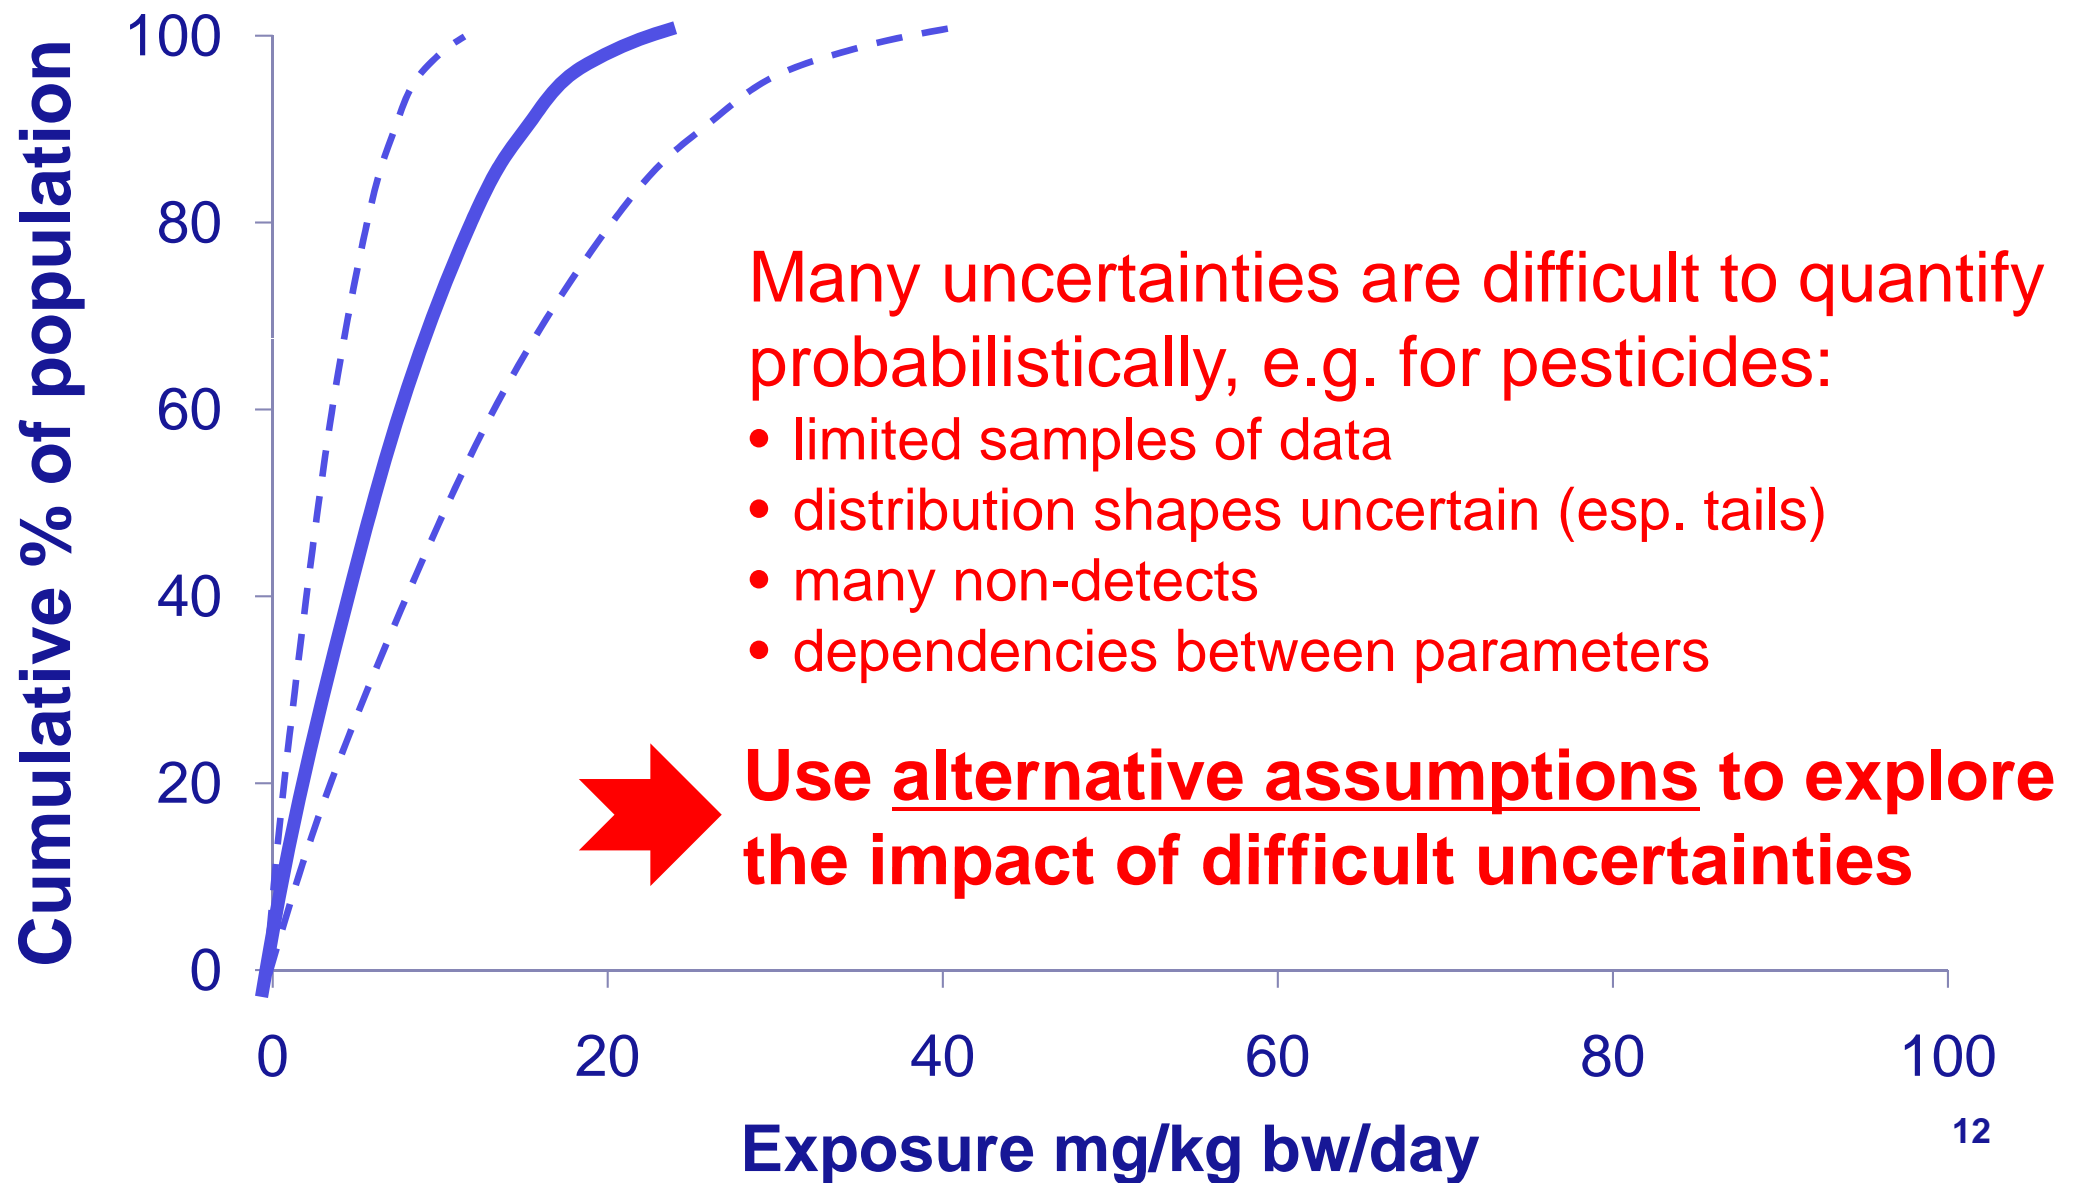 Cumulative % of population
100
80
60
40
20
0
Many uncertainties are difficult to quantify
probabilistically, e.g. for pesticides:
• limited samples of data
• distribution shapes uncertain (esp. tails)
• many non-detects
• dependencies between parameters
Use alternative assumptions to explore
the impact of difficult uncertainties
0 20 40 60 80 100
Exposure mg/kg bw/day
12